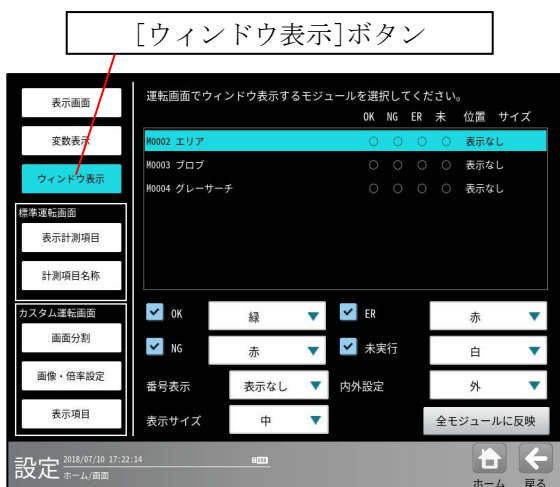 [ウィンドウ表示]ボタン
表示画面
運転画面でウィンドウ表示するモジュールを選択してください。
OK NG ER 未 位置 サイズ
変数表示
M0002 エリア 〇 〇 〇 〇 表示なし
M0003 ブロブ 〇 〇 〇 〇 表示なし
ウィンドウ表示
M0004 グレーサーチ 〇 〇 〇 〇 表示なし
標準運転画面
表示計測項目
計測項目名称
カスタム運転画面
画面分割
画像・倍率設定
表示項目
OK 緑 ER 赤
NG 赤 未実行 白
番号表示 表示なし 内外設定 外
表示サイズ 中 全モジュールに反映
設定 2018/07/10 17:22:14
ホーム/画面
ホーム 戻る